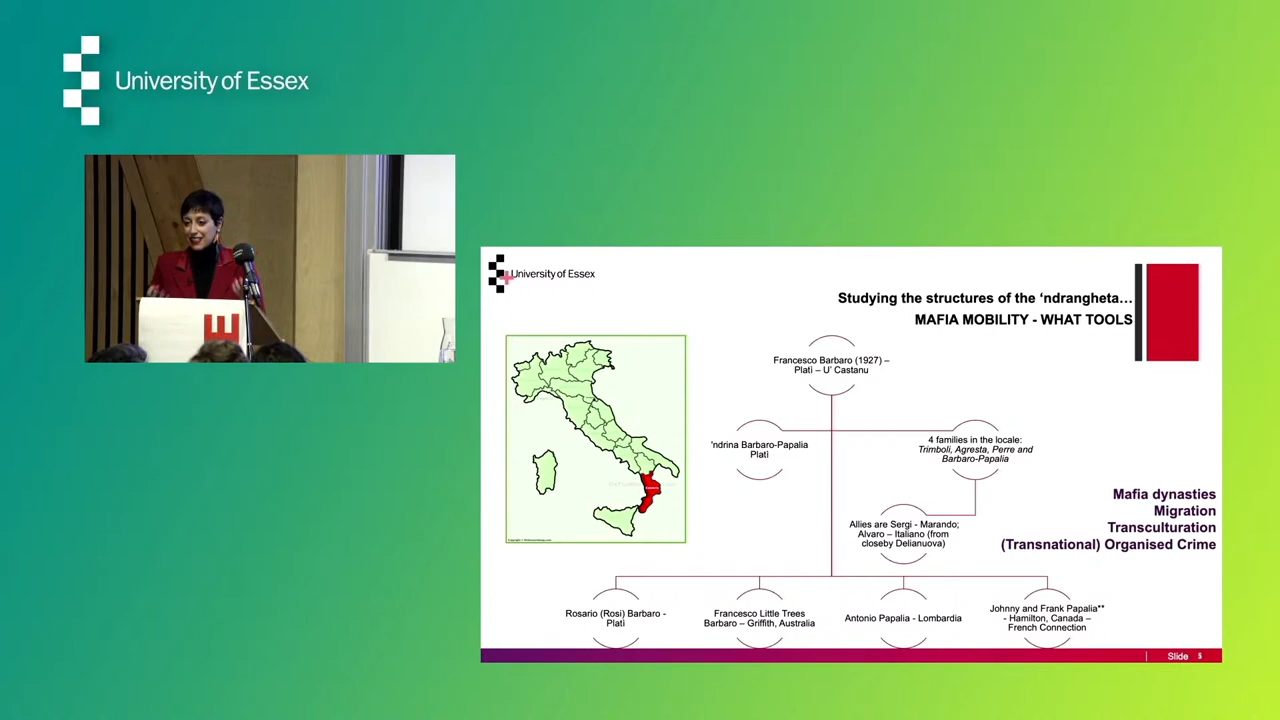 University of Essex
E
University of Essex
Studying the structures of the ‘ndrangheta…
MAFIA MOBILITY - WHAT TOOLS
Francesco Barbaro (1927) –
Platì – U’ Castanu
'ndrina Barbaro-Papalia
Platì
4 families in the locale:
Trimboli, Agresta, Perre and
Barbaro-Papalia
Mafia dynasties
Migration
Transculturation
(Transnational) Organised Crime
Allies are Sergi - Marando;
Alvaro – Italiano (from
closeby Delianuova)
Rosario (Rosi) Barbaro -
Platì
Francesco Little Trees
Barbaro – Griffith, Australia
Antonio Papalia - Lombardia
Johnny and Frank Papalia**
- Hamilton, Canada –
French Connection
Slide 5